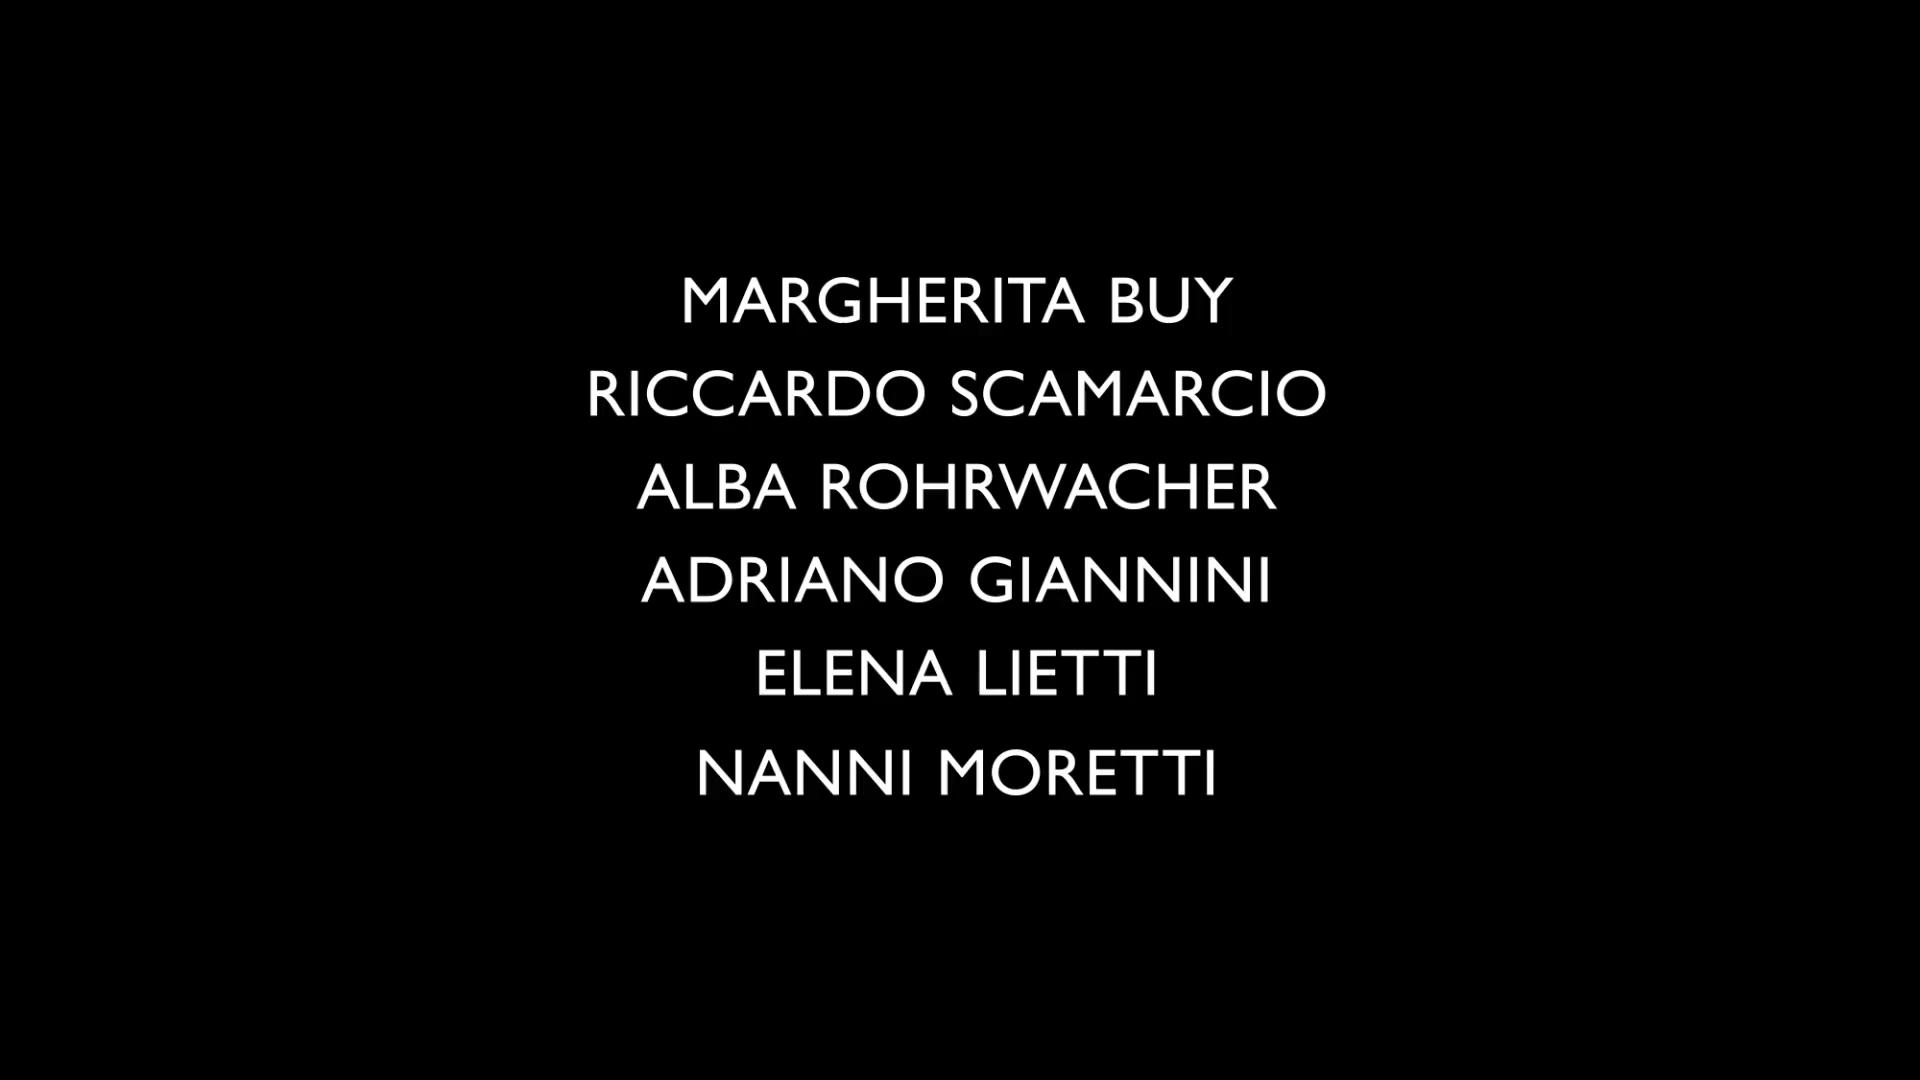 MARGHERITA BUY
RICCARDO SCAMARCIO
ALBA ROHRWACHER
ADRIANO GIANNINI
ELENA LIETTI
NANNI MORETTI